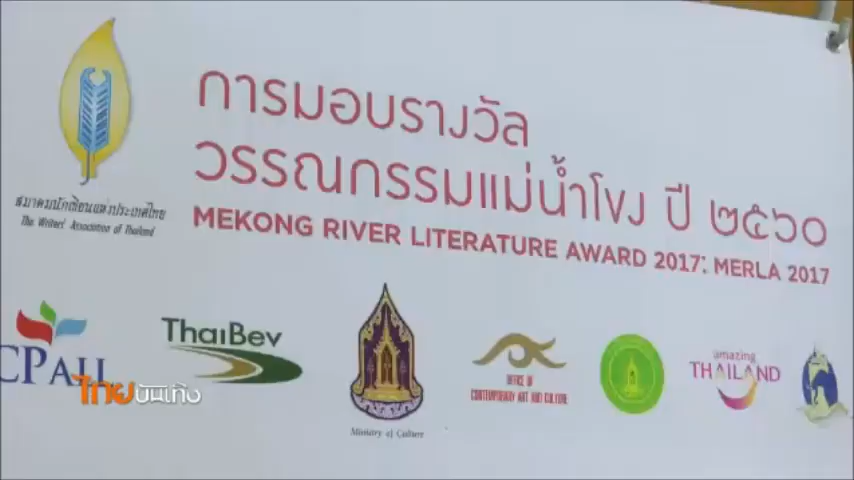 การมอบรางวัล
วรรณกรรมแม่น้ำโขง ปี ๒๕๖๐
MEKONG RIVER LITERATURE AWARD 2017: MERLA 2017
สมาคมนักเขียนแห่งประเทศไทย
The Writers' Association of Thailand
CPALL
ThaiBev
Ministry of Culture
OFFICE OF
CONTEMPORARY ART AND CULTURE
amazing
THAILAND
ไทยบันเทิง